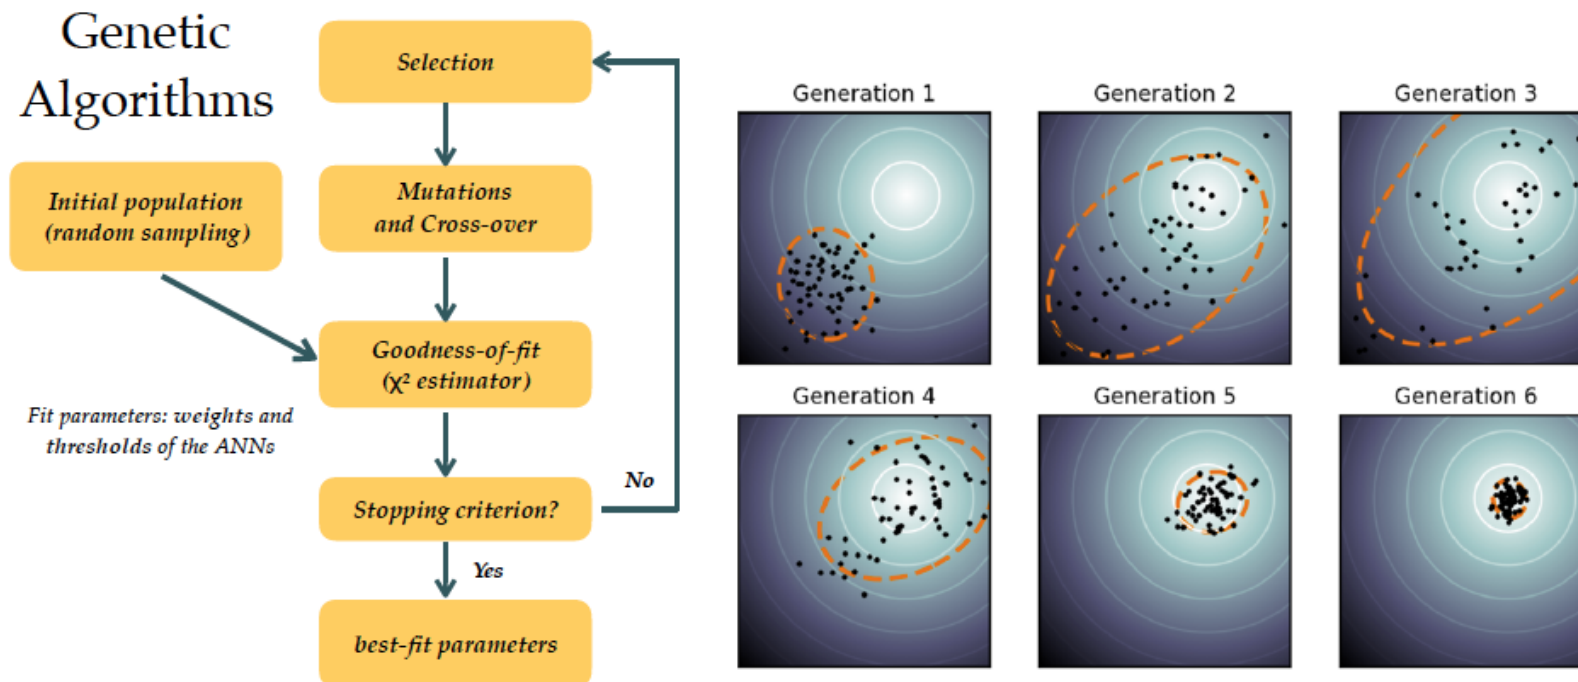 Genetic
Algorithms
Selection
Mutations
and Cross-over
Initial population
(random sampling)
Goodness-of-fit
(χ² estimator)
Fit parameters: weights and
thresholds of the ANNs
Stopping criterion?
No
Yes
best-fit parameters
Generation 1
Generation 2
Generation 3
Generation 4
Generation 5
Generation 6